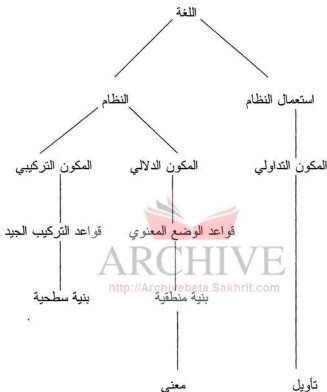 اللغة
استعمال النظام
النظام
المكون التداولي
المكون الدلالي
المكون التركيبي
قواعد الوضع المعنوي
قواعد التركيب الجيد
ARCHIVE
http://Archivebeta.Sakhrit.com
بنية منطقية
بنية سطحية
تأويل
معنى